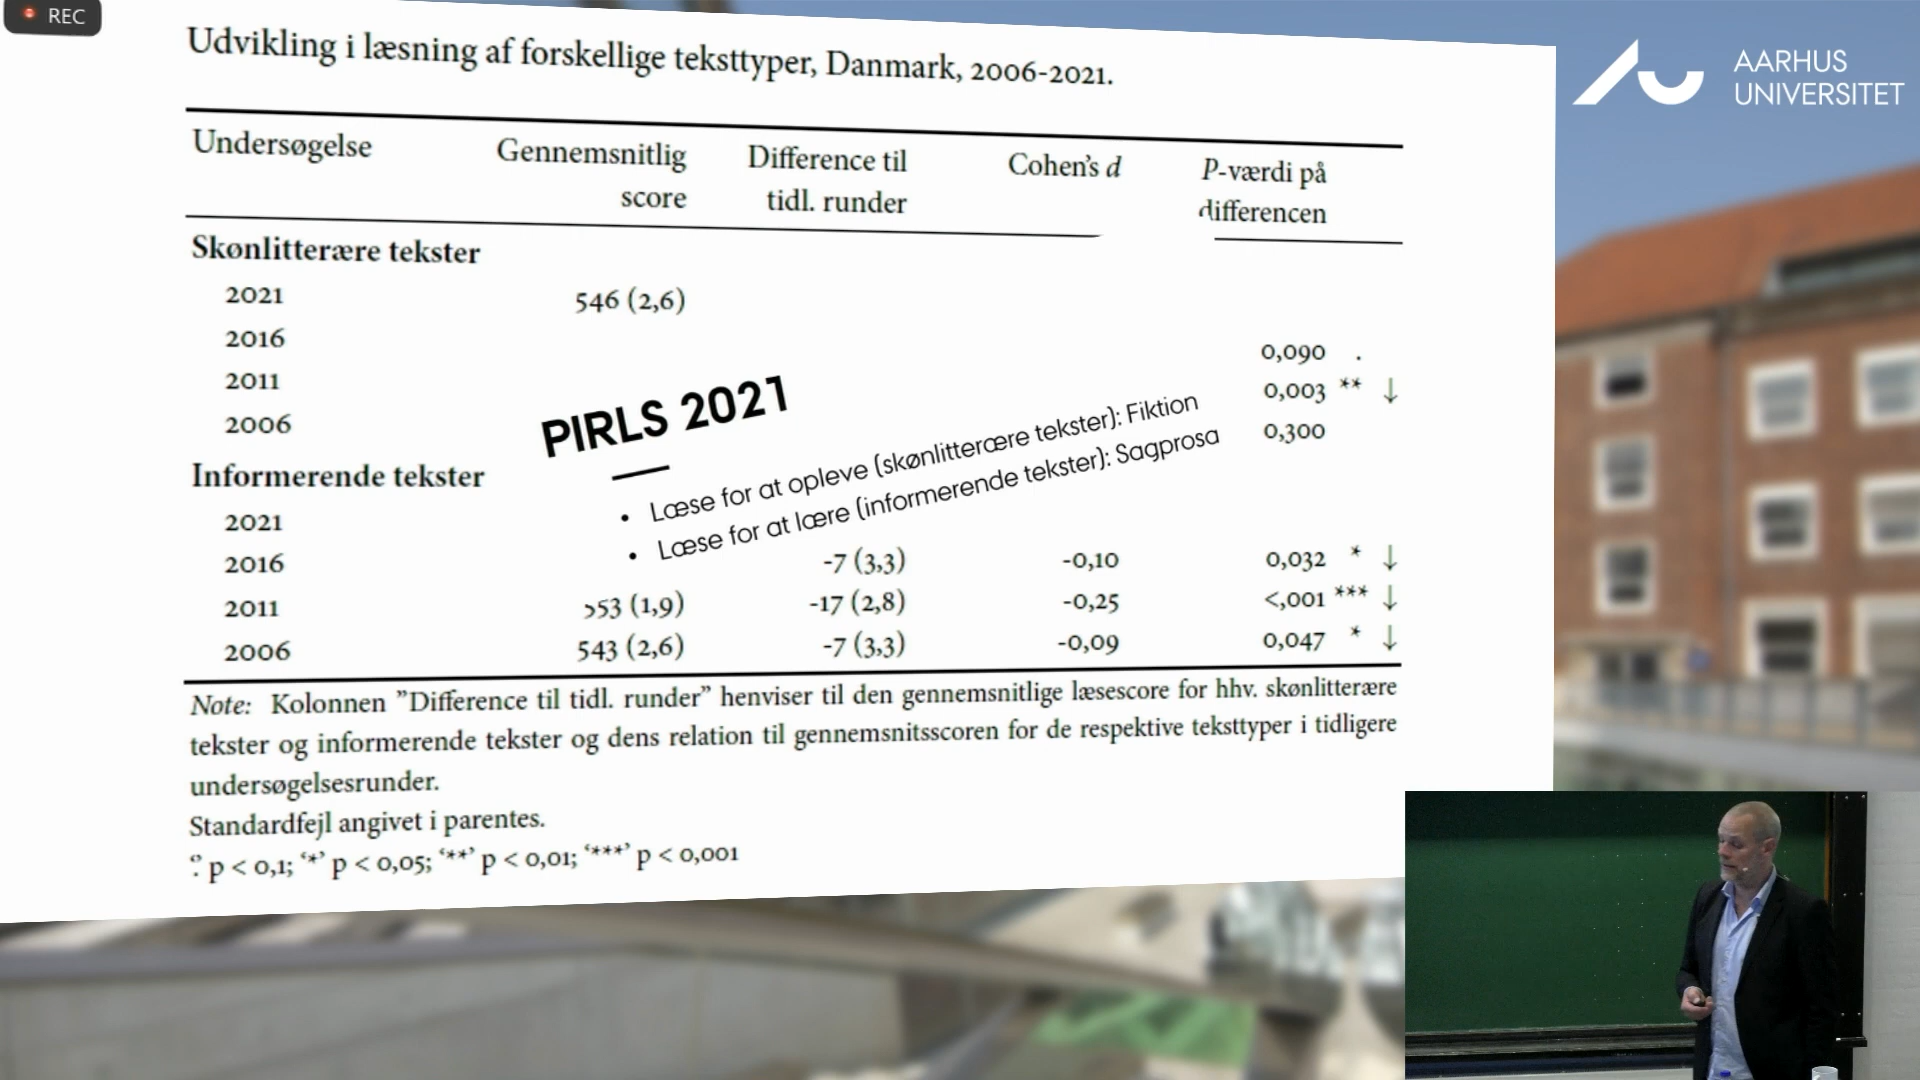 REC
AARHUS
UNIVERSITET
Udvikling i læsning af forskellige teksttyper, Danmark, 2006-2021.
Undersøgelse Gennemsnitlig score Difference til tidl. runder Cohen's d P-værdi på differencen
Skønlitterære tekster
2021 546 (2,6)
2016 0,090 .
2011 0,003 ** ↓
2006 0,300
PIRLS 2021
• Læse for at opleve (skønlitterære tekster): Fiktion
• Læse for at lære (informerende tekster): Sagprosa
Informerende tekster
2021
2016 -7 (3,3) -0,10 0,032 * ↓
2011 553 (1,9) -17 (2,8) -0,25 <,001 *** ↓
2006 543 (2,6) -7 (3,3) -0,09 0,047 * ↓
Note: Kolonnen ”Difference til tidl. runder” henviser til den gennemsnitlige læsescore for hhv. skønlitterære
tekster og informerende tekster og dens relation til gennemsnitsscoren for de respektive teksttyper i tidligere
undersøgelsesrunder.
Standardfejl angivet i parentes.
‘.’ p < 0,1; ‘*’ p < 0,05; ‘**’ p < 0,01; ‘***’ p < 0,001